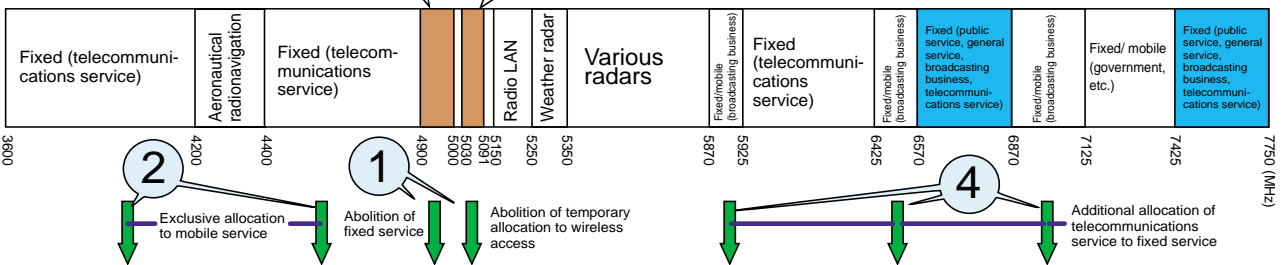 Fixed (telecommuni-
cations service)
Aeronautical
radionavigation
Fixed (telecom-
munications
service)
Radio LAN
Weather radar
Various
radars
Fixed/mobile
(broadcasting business)
Fixed
(telecommuni-
cations
service)
Fixed/mobile
(broadcasting business)
Fixed (public
service, general
service,
broadcasting
business,
telecommuni-
cations service)
Fixed/mobile
(broadcasting business)
Fixed/ mobile
(government,
etc.)
Fixed (public
service, general
service,
broadcasting
business,
telecommuni-
cations service)
3600
4200
4400
4900
5000
5030
5091
5150
5250
5350
5870
5925
6425
6570
6870
7125
7425
7750 (MHz)
2
1
4
Exclusive allocation
to mobile service
Abolition of
fixed service
Abolition of temporary
allocation to wireless
access
Additional allocation of
telecommunications
service to fixed service